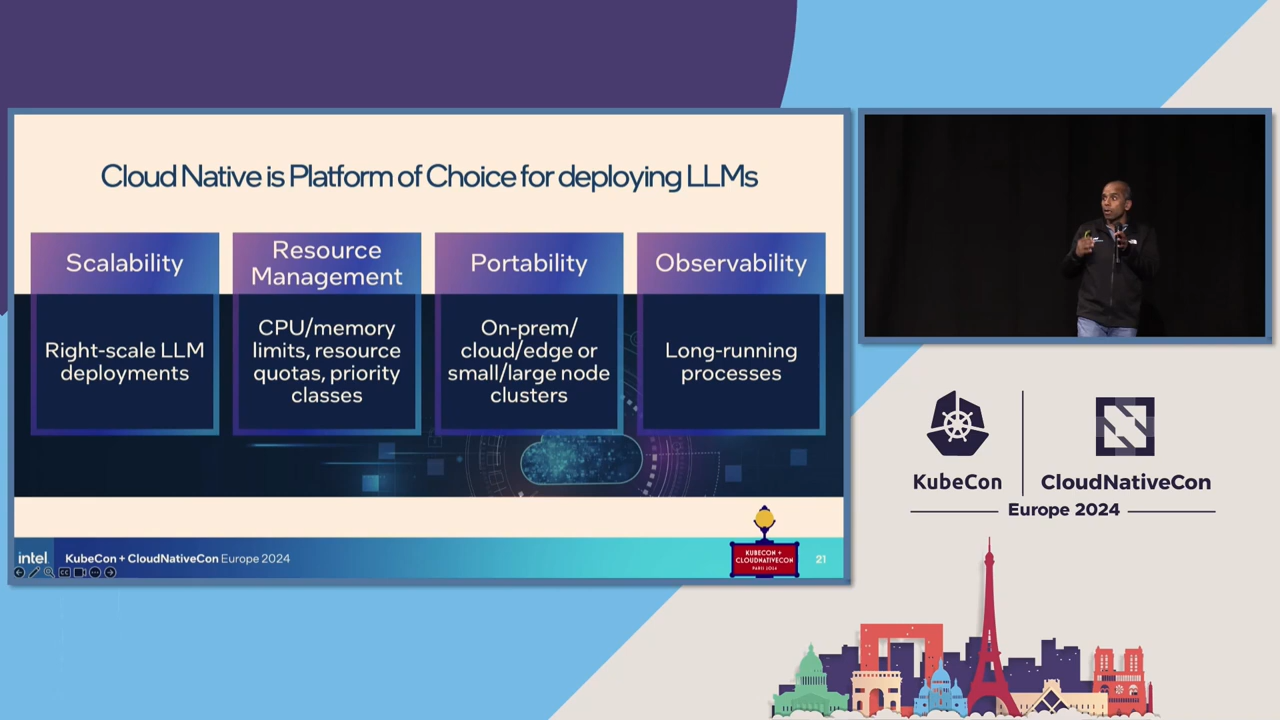 Cloud Native is Platform of Choice for deploying LLMs
Scalability
Right-scale LLM
deployments
Resource
Management
CPU/memory
limits, resource
quotas, priority
classes
Portability
On-prem/
cloud/edge or
small/large node
clusters
Observability
Long-running
processes
intel
KubeCon + CloudNativeCon Europe 2024
KUBECON +
CLOUDNATIVECON
PARIS 2024
21
KubeCon
CloudNativeCon
Europe 2024